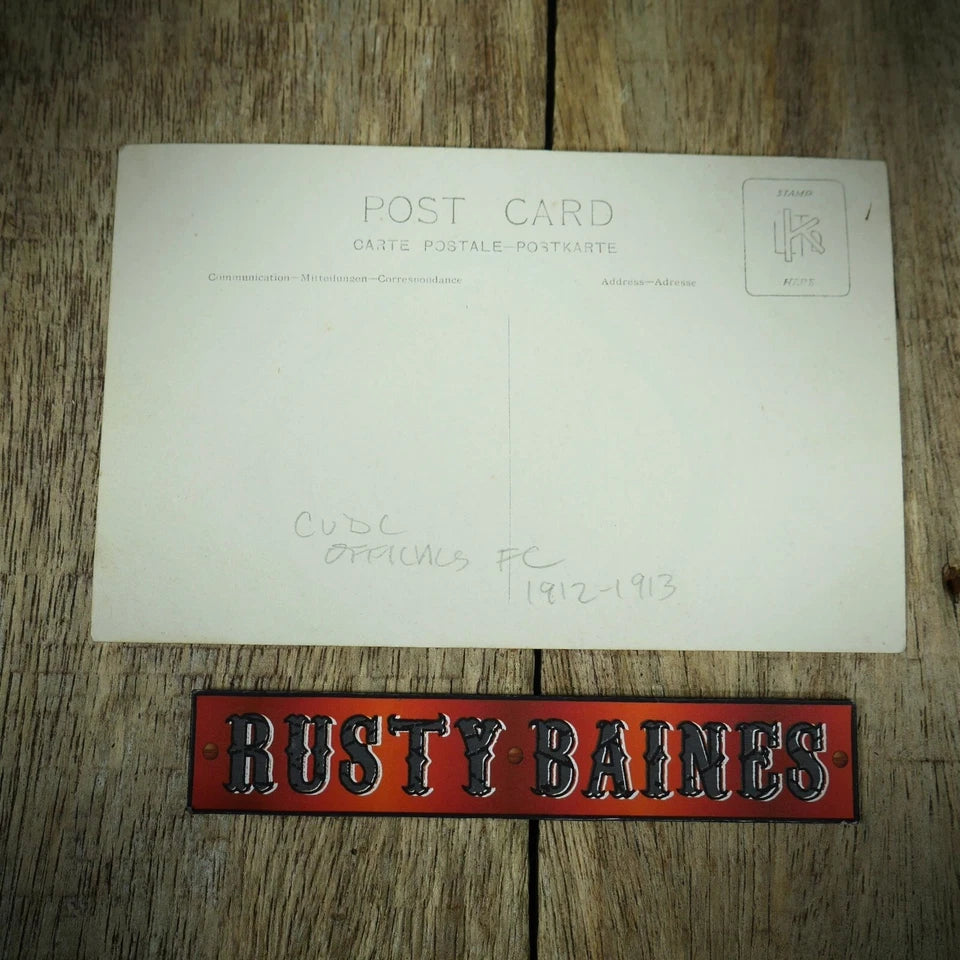 POST CARD
CARTE POSTALE—POSTKARTE
Communication—Mitteilungen—Correspondance
Address—Adresse
STAMP
HERE
CUDC
OFFICIALS FC
1912-1913
RUSTY BAINES